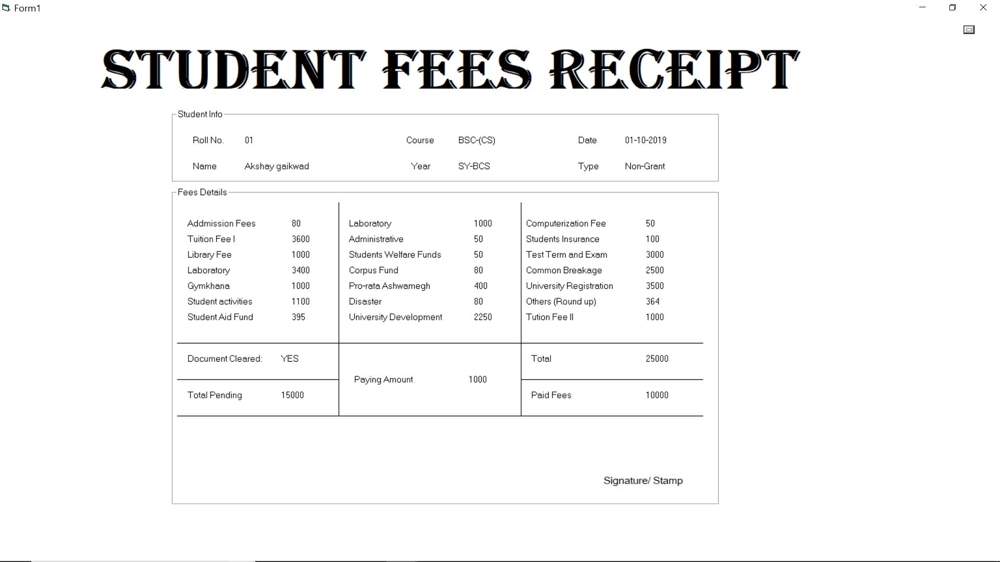 Form1
STUDENT FEES RECEIPT
Student Info
Roll No. 01 Course BSC-(CS) Date 01-10-2019
Name Akshay gaikwad Year SY-BCS Type Non-Grant
Fees Details
Addmission Fees 80 Laboratory 1000 Computerization Fee 50
Tuition Fee I 3600 Administrative 50 Students Insurance 100
Library Fee 1000 Students Welfare Funds 50 Test Term and Exam 3000
Laboratory 3400 Corpus Fund 80 Common Breakage 2500
Gymkhana 1000 Pro-rata Ashwamegh 400 University Registration 3500
Student activities 1100 Disaster 80 Others (Round up) 364
Student Aid Fund 395 University Development 2250 Tution Fee II 1000
Document Cleared: YES Total 25000
Paying Amount 1000
Total Pending 15000 Paid Fees 10000
Signature/ Stamp